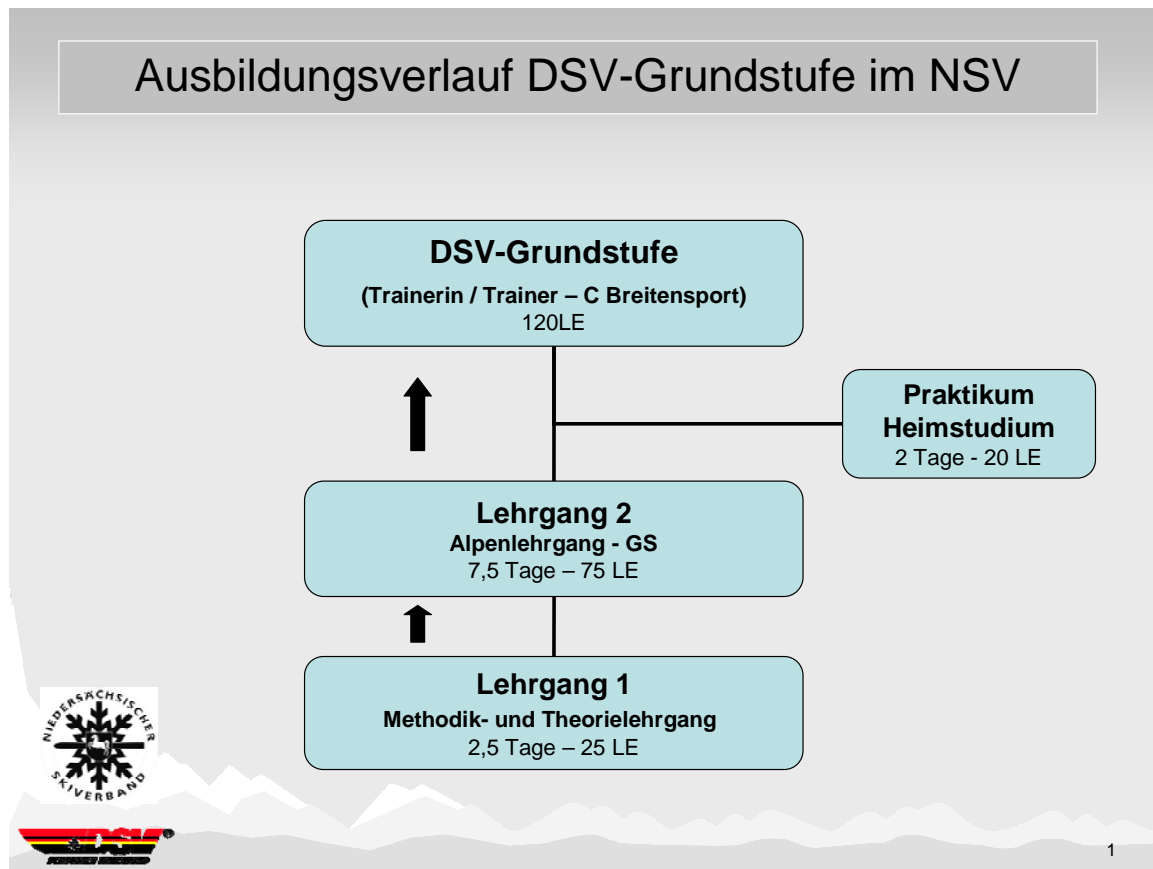 Ausbildungsverlauf DSV-Grundstufe im NSV
DSV-Grundstufe
(Trainerin / Trainer – C Breitensport)
120LE
Praktikum
Heimstudium
2 Tage - 20 LE
Lehrgang 2
Alpenlehrgang - GS
7,5 Tage – 75 LE
Lehrgang 1
Methodik- und Theorielehrgang
2,5 Tage – 25 LE
NIEDERSÄCHSISCHER
SKIVERBAND
DSV
1